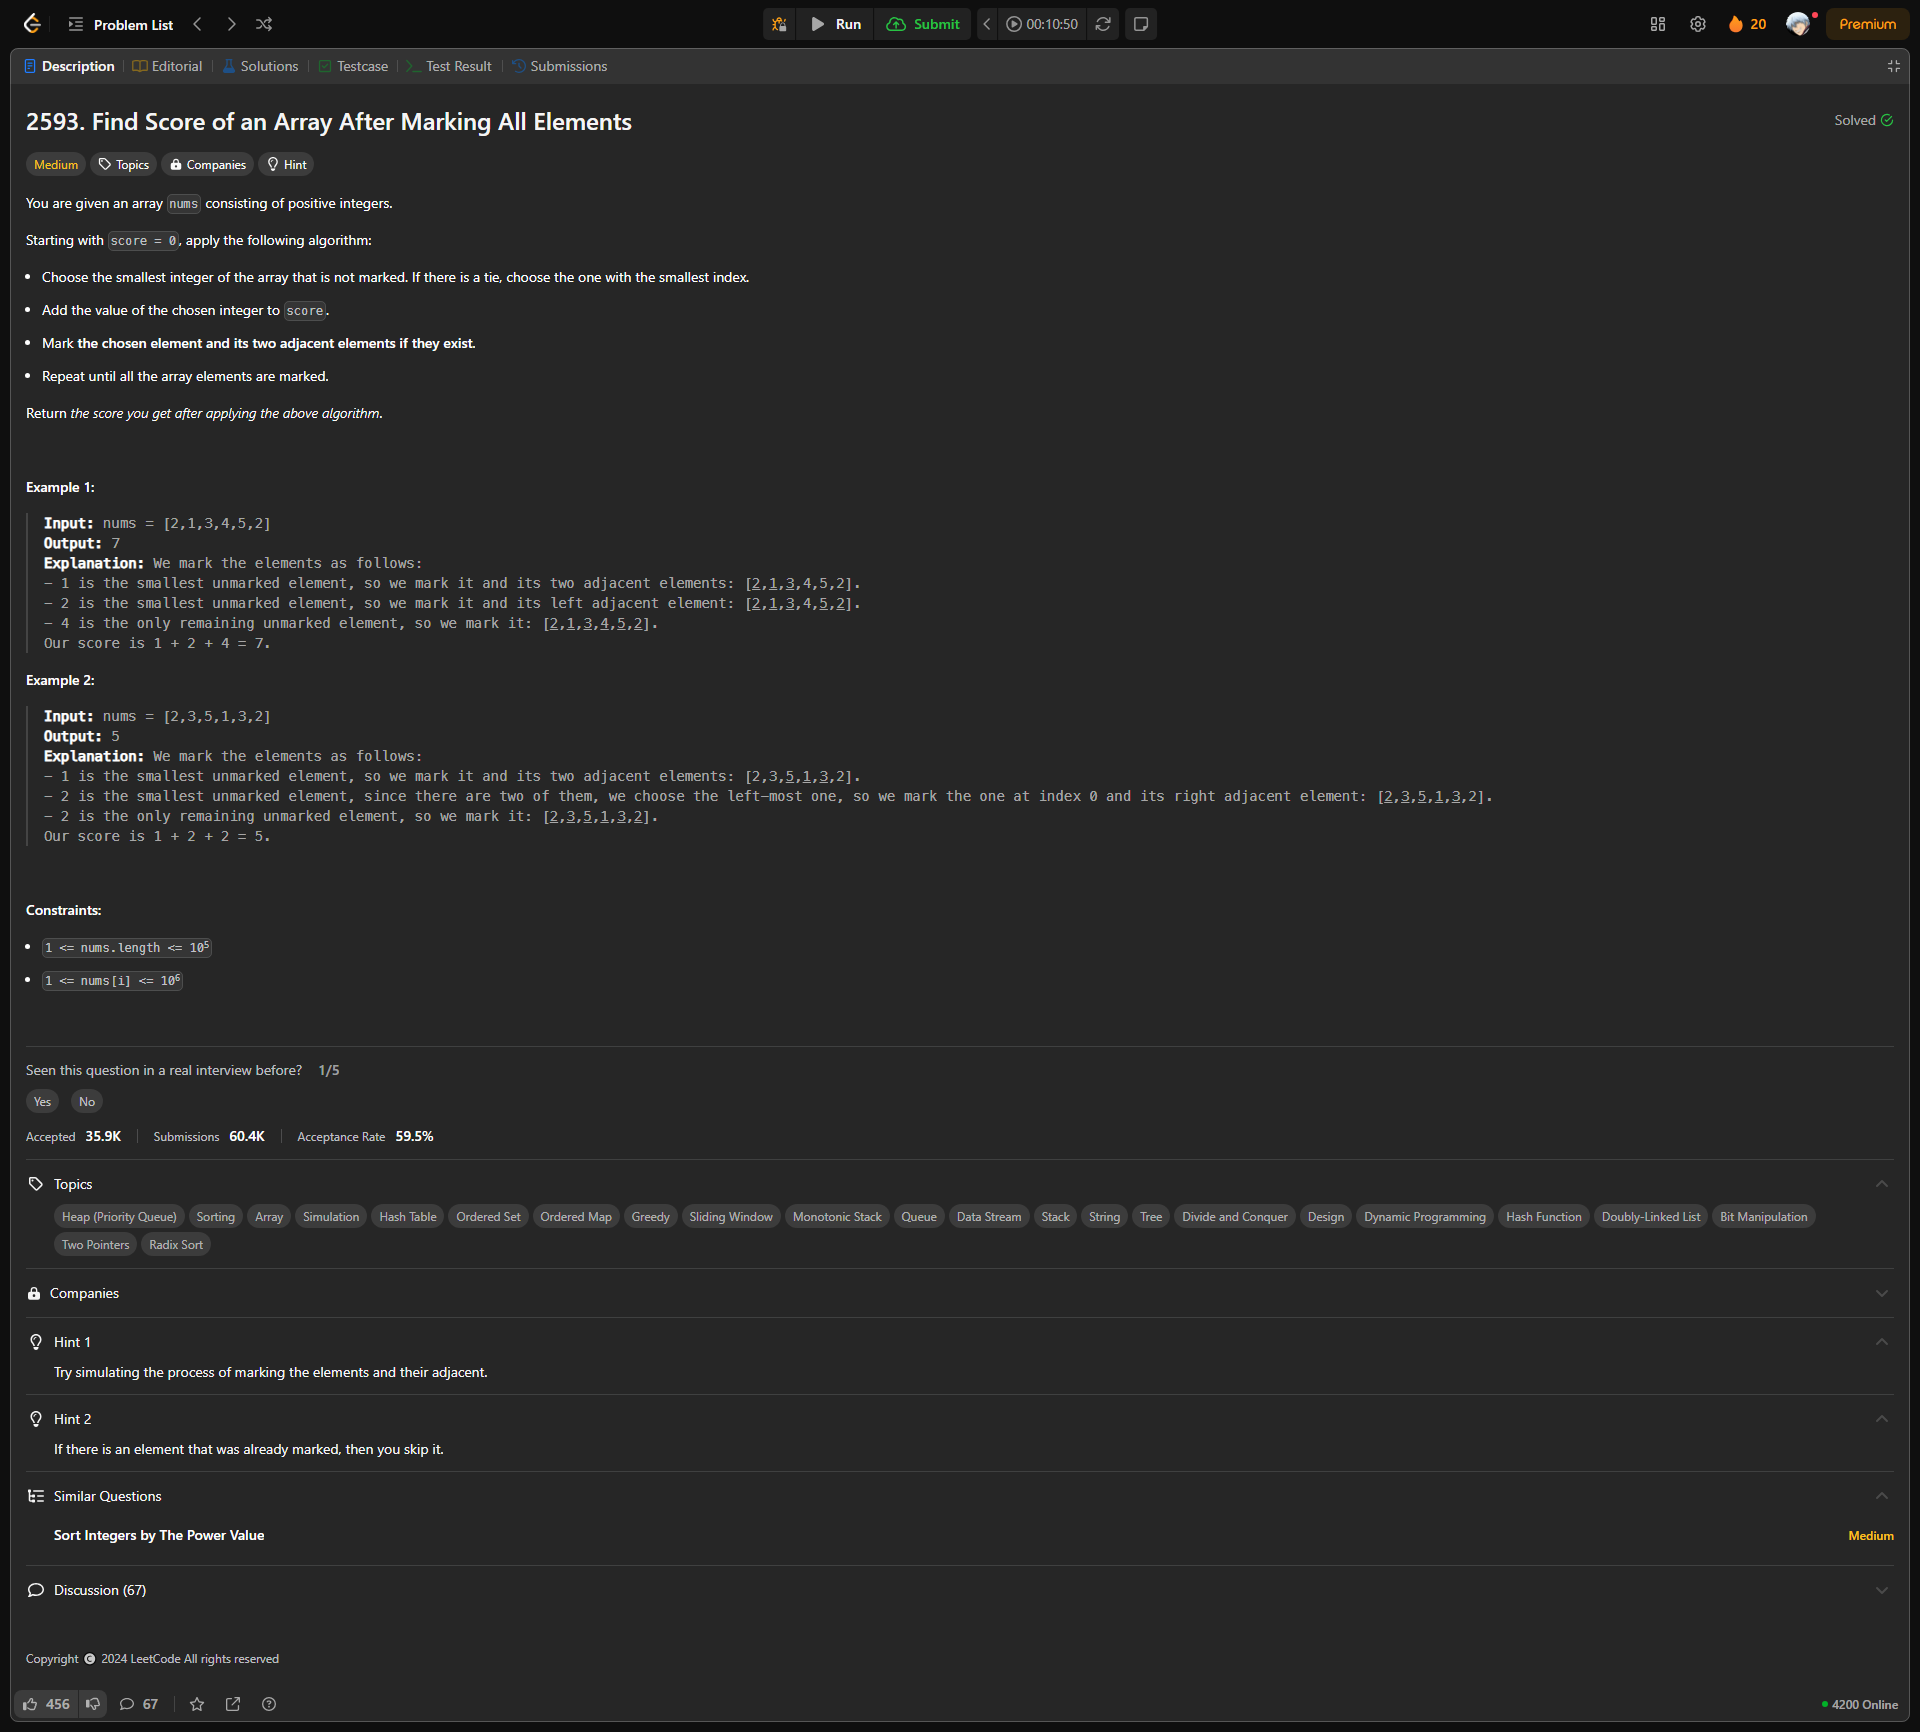 Problem List
Run
Submit
00:10:50
20
Premium
Description
Editorial
Solutions
Testcase
Test Result
Submissions
2593. Find Score of an Array After Marking All Elements
Solved
Medium
Topics
Companies
Hint
You are given an array nums consisting of positive integers.
Starting with score = 0, apply the following algorithm:
• Choose the smallest integer of the array that is not marked. If there is a tie, choose the one with the smallest index.
• Add the value of the chosen integer to score.
• Mark the chosen element and its two adjacent elements if they exist.
• Repeat until all the array elements are marked.
Return the score you get after applying the above algorithm.
Example 1:
Input: nums = [2,1,3,4,5,2]
Output: 7
Explanation: We mark the elements as follows:
- 1 is the smallest unmarked element, so we mark it and its two adjacent elements: [2,1,3,4,5,2].
- 2 is the smallest unmarked element, so we mark it and its left adjacent element: [2,1,3,4,5,2].
- 4 is the only remaining unmarked element, so we mark it: [2,1,3,4,5,2].
Our score is 1 + 2 + 4 = 7.
Example 2:
Input: nums = [2,3,5,1,3,2]
Output: 5
Explanation: We mark the elements as follows:
- 1 is the smallest unmarked element, so we mark it and its two adjacent elements: [2,3,5,1,3,2].
- 2 is the smallest unmarked element, since there are two of them, we choose the left-most one, so we mark the one at index 0 and its right adjacent element: [2,3,5,1,3,2].
- 2 is the only remaining unmarked element, so we mark it: [2,3,5,1,3,2].
Our score is 1 + 2 + 2 = 5.
Constraints:
• 1 <= nums.length <= 10⁵
• 1 <= nums[i] <= 10⁶
Seen this question in a real interview before? 1/5
Yes No
Accepted 35.9K Submissions 60.4K Acceptance Rate 59.5%
Topics
Heap (Priority Queue) Sorting Array Simulation Hash Table Ordered Set Ordered Map Greedy Sliding Window Monotonic Stack Queue Data Stream Stack String Tree Divide and Conquer Design Dynamic Programming Hash Function Doubly-Linked List Bit Manipulation
Two Pointers Radix Sort
Companies
Hint 1
Try simulating the process of marking the elements and their adjacent.
Hint 2
If there is an element that was already marked, then you skip it.
Similar Questions
Sort Integers by The Power Value
Medium
Discussion (67)
Copyright © 2024 LeetCode All rights reserved
456
67
4200 Online